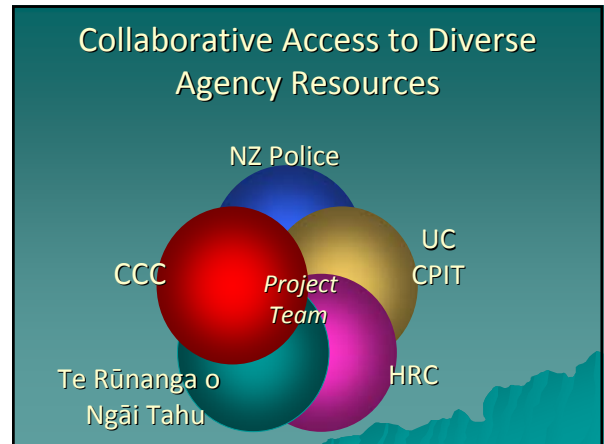 Collaborative Access to Diverse
Agency Resources
NZ Police
UC
CPIT
CCC
Project
Team
HRC
Te Rūnanga o
Ngāi Tahu